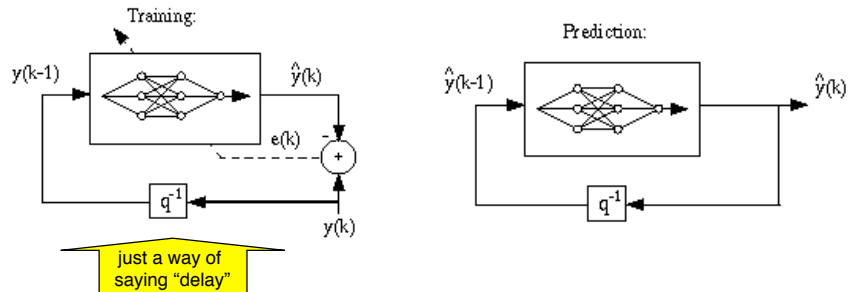 Training:
y(k-1)
ŷ(k)
-
+
e(k)
q⁻¹
y(k)
just a way of
saying “delay”
Prediction:
ŷ(k-1)
ŷ(k)
q⁻¹